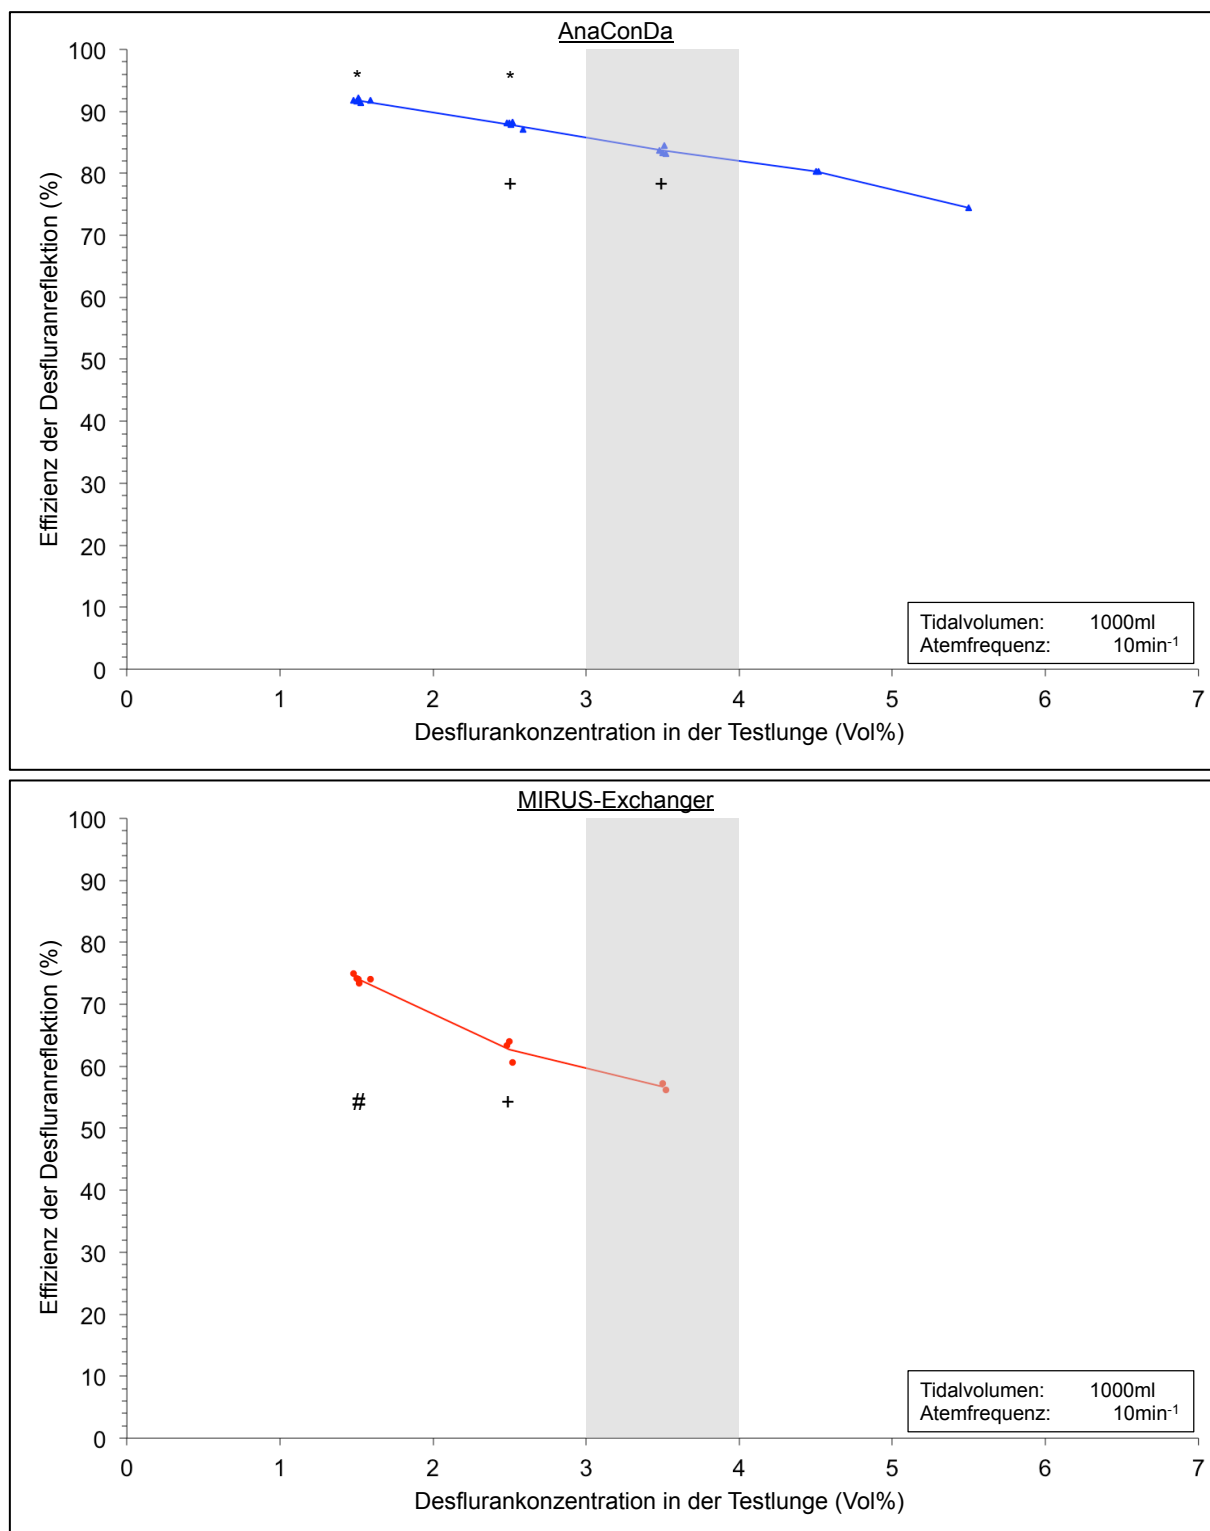 AnaConDa
100
90
80
70
60
50
40
30
20
10
0
* *
+ +
Effizienz der Desfluranreflektion (%)
Tidalvolumen: 1000ml
Atemfrequenz: 10min⁻¹
0 1 2 3 4 5 6 7
Desflurankonzentration in der Testlunge (Vol%)
MIRUS-Exchanger
100
90
80
70
60
50
40
30
20
10
0
# +
Effizienz der Desfluranreflektion (%)
Tidalvolumen: 1000ml
Atemfrequenz: 10min⁻¹
0 1 2 3 4 5 6 7
Desflurankonzentration in der Testlunge (Vol%)